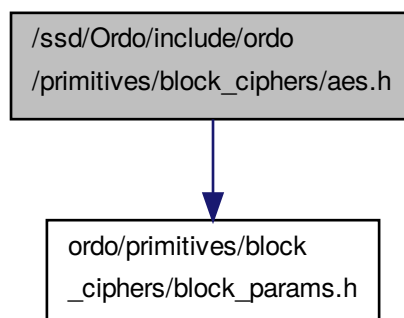 /ssd/Ordo/include/ordo
/primitives/block_ciphers/aes.h
ordo/primitives/block
_ciphers/block_params.h